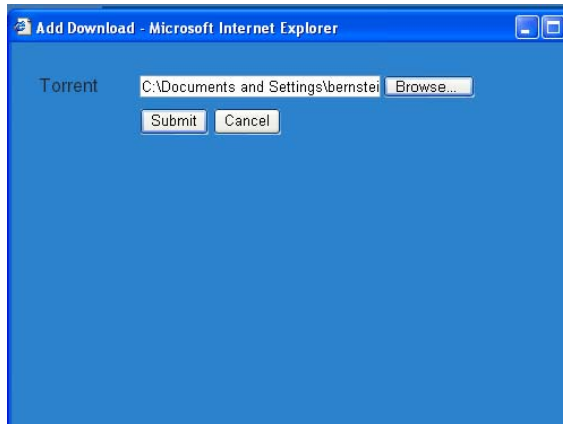 Add Download - Microsoft Internet Explorer
Torrent C:\Documents and Settings\bernstei Browse...
Submit Cancel